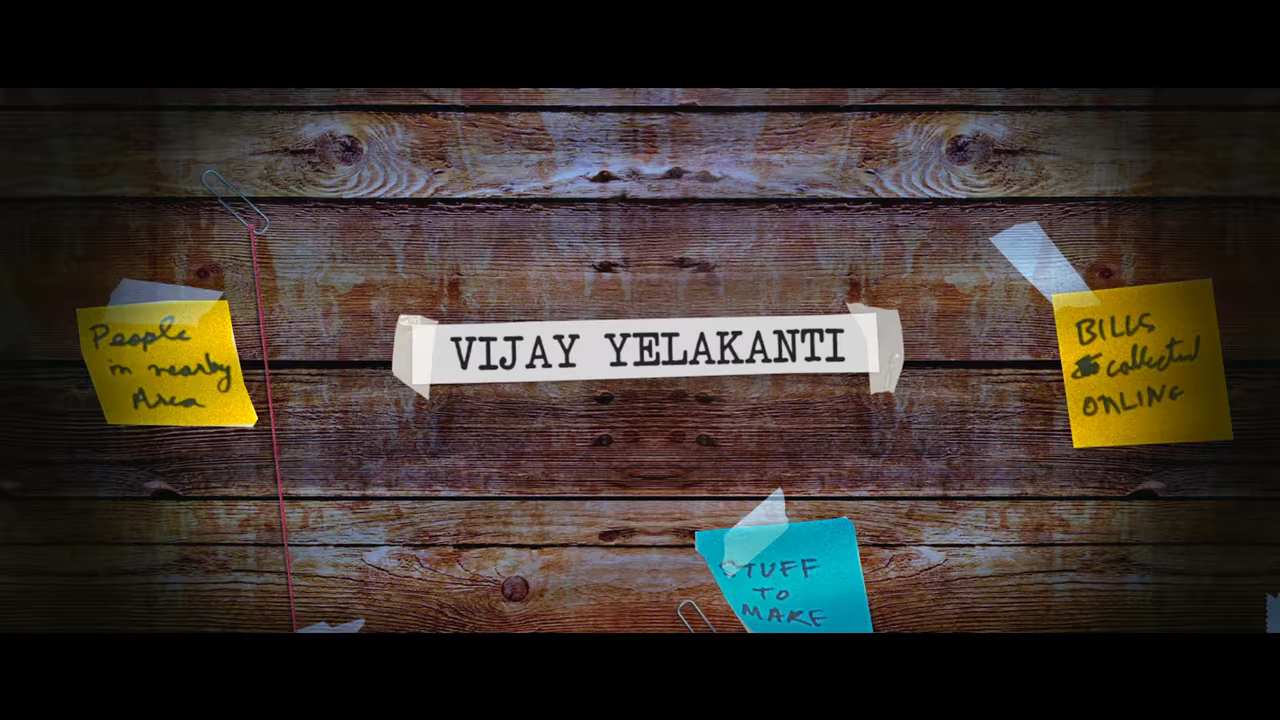 People
in nearby
Area
VIJAY YELAKANTI
BILLS
collected
ONLINE
STUFF
TO
MAKE